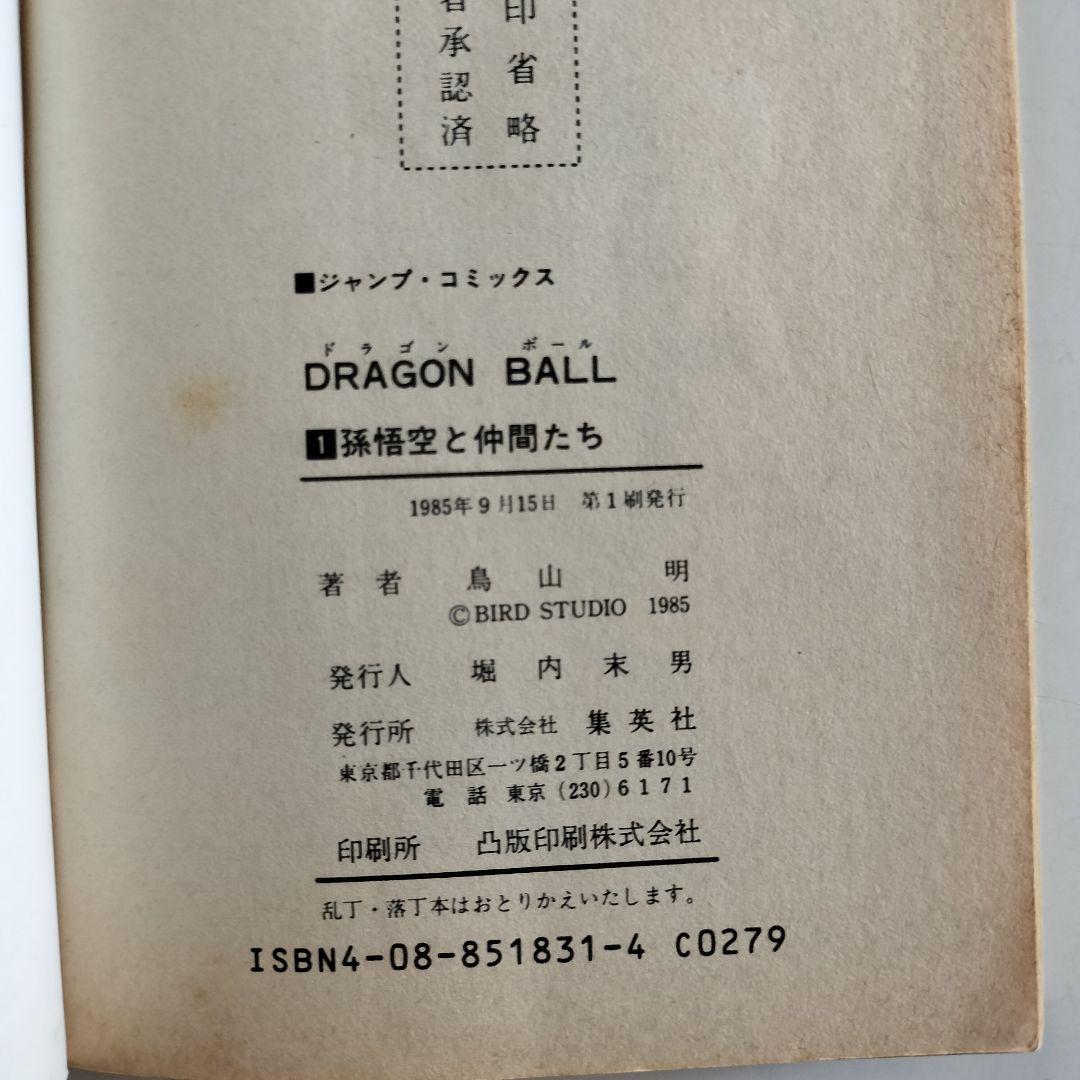 印省略
者承認済
■ジャンプ・コミックス
ドラゴン ボール
DRAGON BALL
1孫悟空と仲間たち
1985年9月15日 第1刷発行
著者 鳥山 明
©BIRD STUDIO 1985
発行人 堀内末男
発行所 株式会社 集英社
東京都千代田区一ツ橋2丁目5番10号
電話 東京(230)6171
印刷所 凸版印刷株式会社
乱丁・落丁本はおとりかえいたします。
ISBN4-08-851831-4 C0279